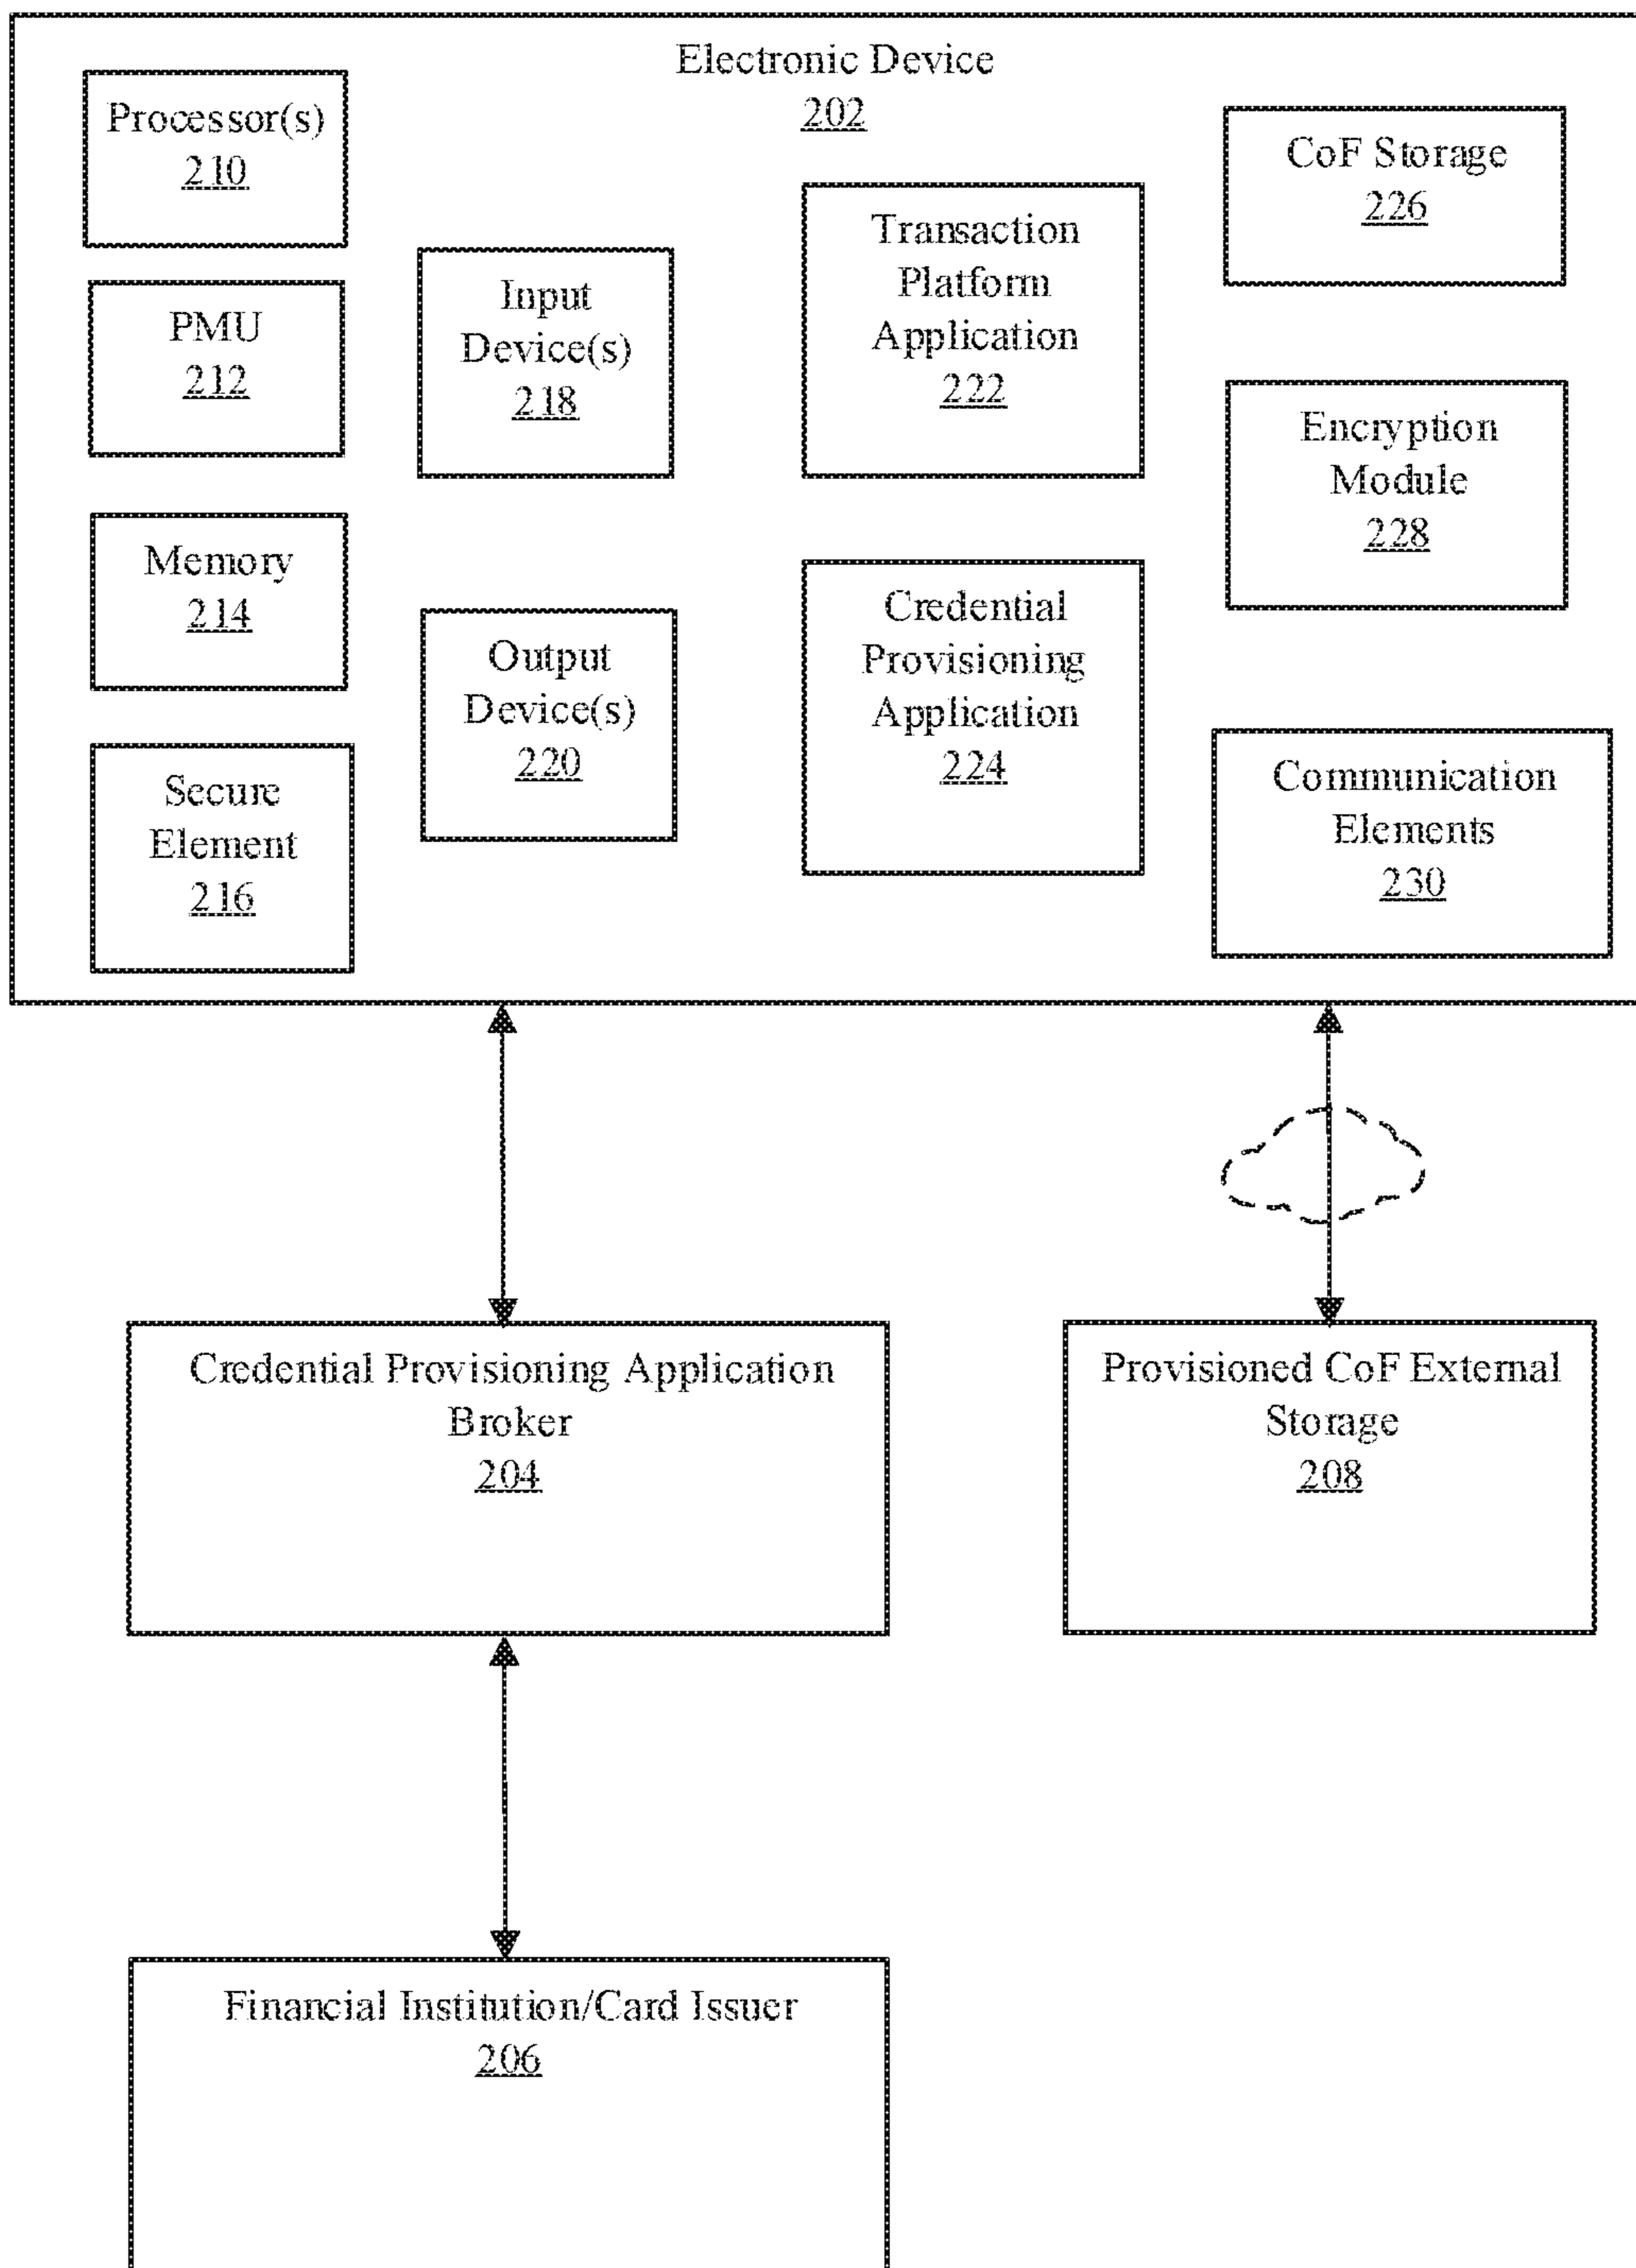 Electronic Device
202
Processor(s)
210
PMU
212
Memory
214
Secure
Element
216
Input
Device(s)
218
Output
Device(s)
220
Transaction
Platform
Application
222
Credential
Provisioning
Application
224
CoF Storage
226
Encryption
Module
228
Communication
Elements
230
Credential Provisioning Application
Broker
204
Provisioned CoF External
Storage
208
Financial Institution/Card Issuer
206